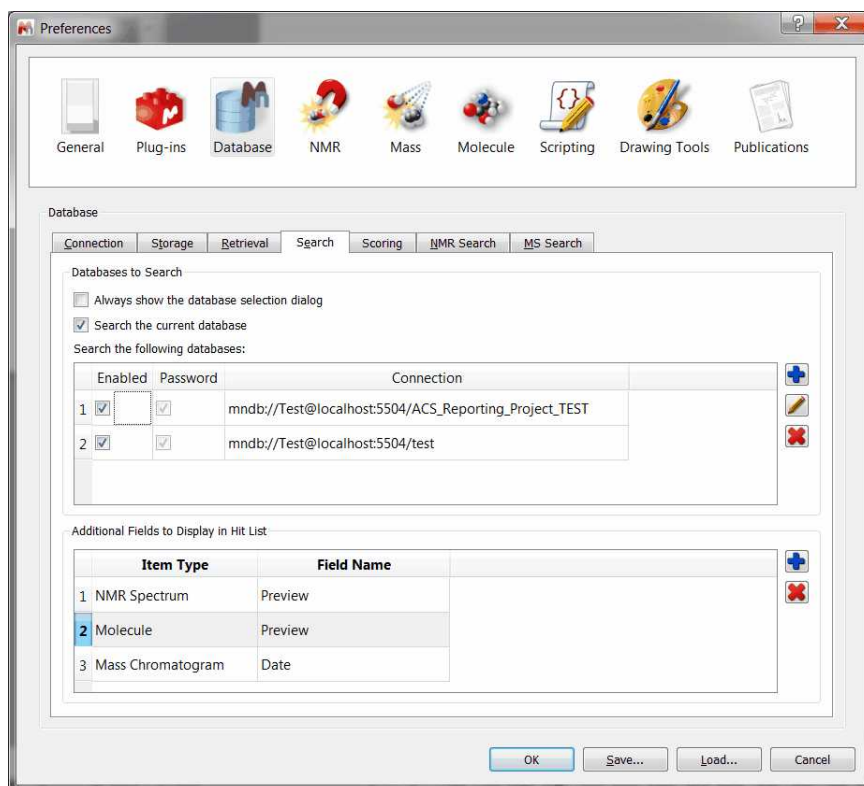 Preferences
General Plug-ins Database NMR Mass Molecule Scripting Drawing Tools Publications
Database
Connection Storage Retrieval Search Scoring NMR Search MS Search
Databases to Search
Always show the database selection dialog
Search the current database
Search the following databases:
Enabled Password Connection
1 mndb://Test@localhost:5504/ACS_Reporting_Project_TEST
2 mndb://Test@localhost:5504/test
Additional Fields to Display in Hit List
Item Type Field Name
1 NMR Spectrum Preview
2 Molecule Preview
3 Mass Chromatogram Date
OK Save... Load... Cancel